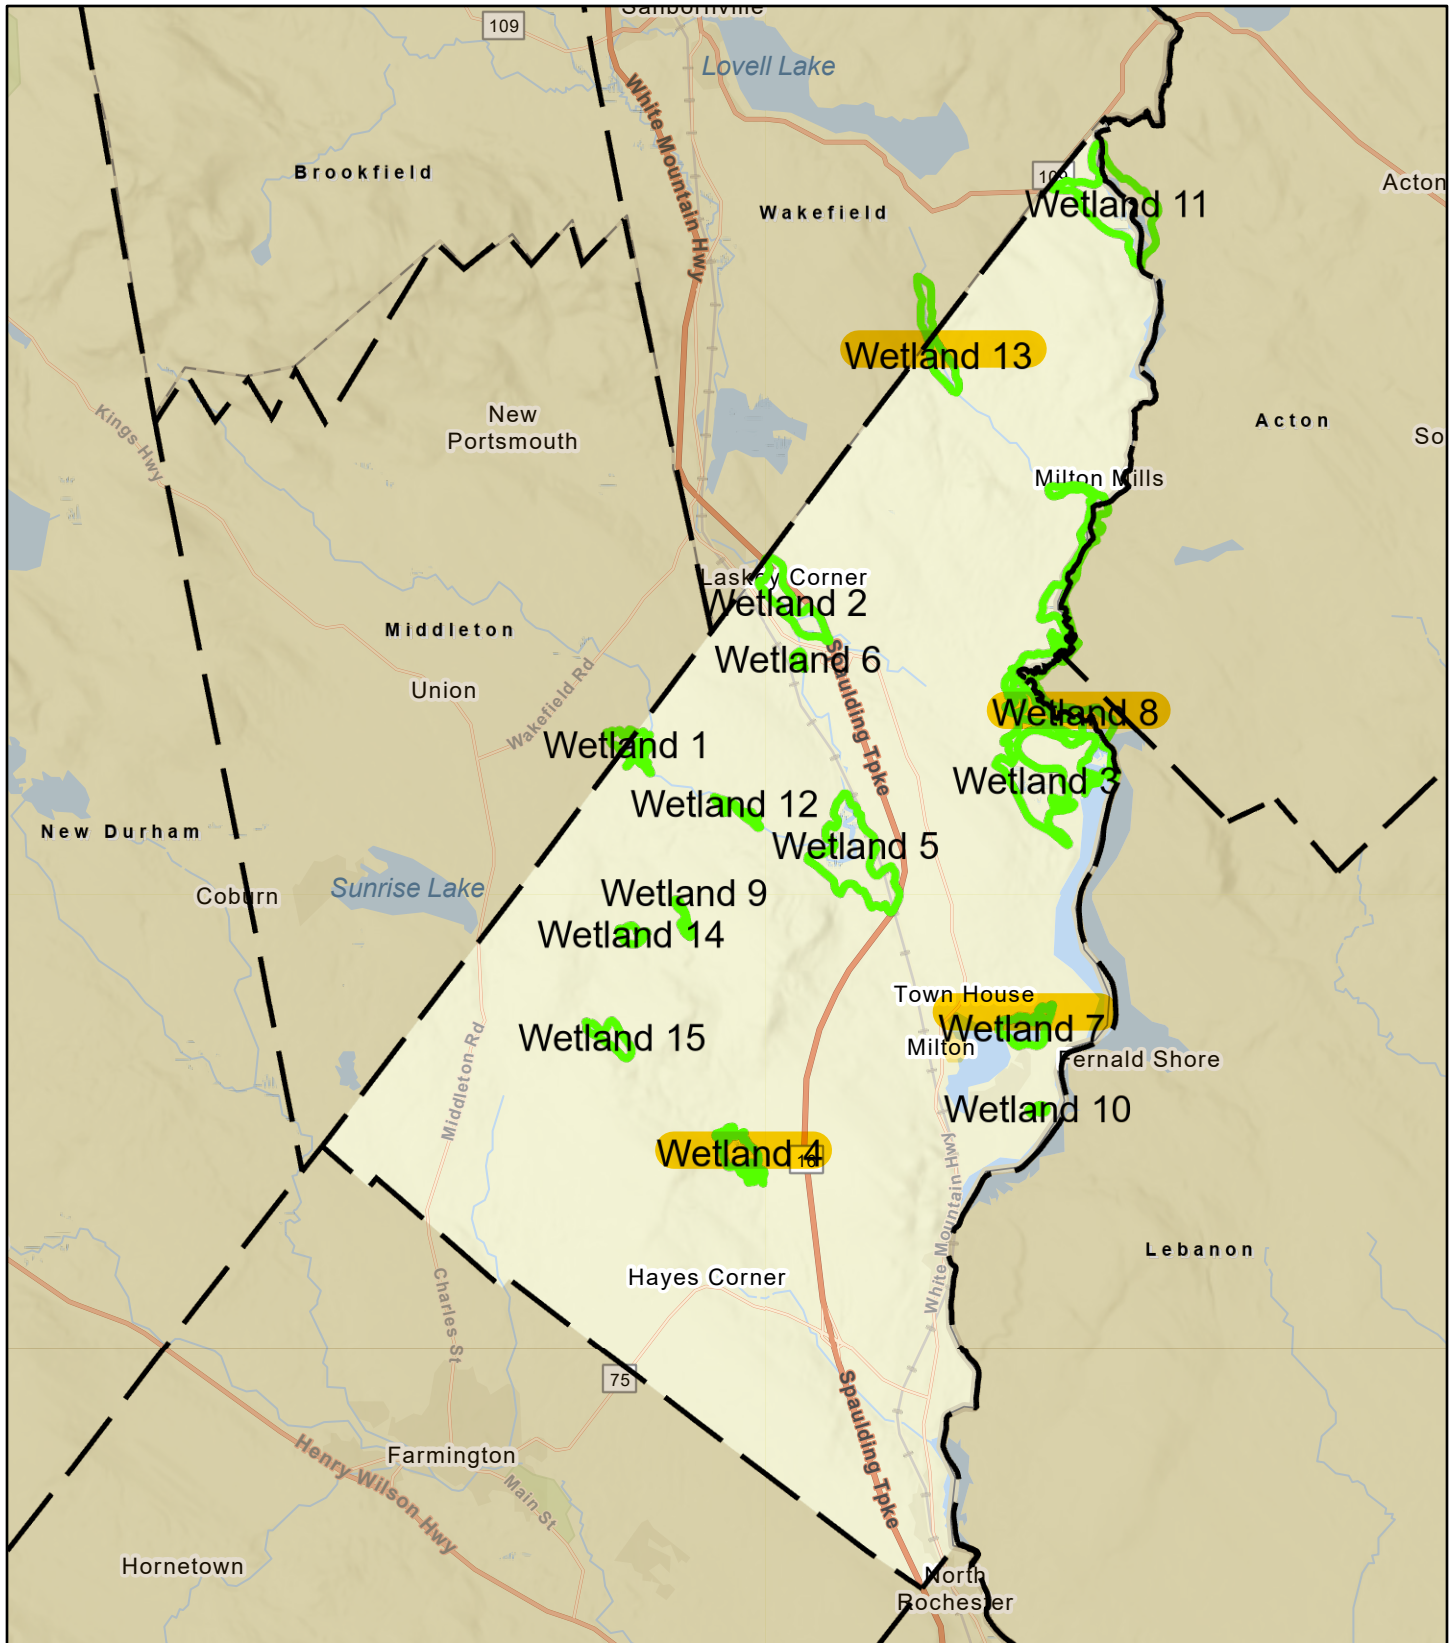 Sanbornville
109
Lovell Lake
White Mountain Hwy
Brookfield
109
Acton
Wakefield
Wetland 11
Wetland 13
Kings Hwy
New
Portsmouth
Acton
So
Milton Mills
Laskey Corner
Wetland 2
Middleton
Wetland 6
Union
Wakefield Rd
Spaulding Tpke
Wetland 8
Wetland 1
Wetland 3
Wetland 12
New Durham
Wetland 5
Sunrise Lake
Coburn
Wetland 9
Wetland 14
Town House
Wetland 7
Wetland 15
Milton
Fernald Shore
Middleton Rd
Wetland 10
Wetland 4
16
White Mountain Hwy
Lebanon
Hayes Corner
Charles St
75
Spaulding Tpke
Farmington
Henry Wilson Hwy
Main St
Hornetown
North
Rochester